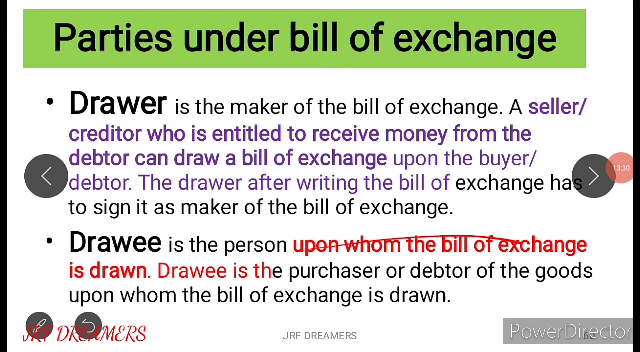 Parties under bill of exchange
• Drawer is the maker of the bill of exchange. A seller/
creditor who is entitled to receive money from the
debtor can draw a bill of exchange upon the buyer/
debtor. The drawer after writing the bill of exchange has
to sign it as maker of the bill of exchange.
13:30
• Drawee is the person upon whom the bill of exchange
is drawn. Drawee is the purchaser or debtor of the goods
upon whom the bill of exchange is drawn.
JRF DREAMERS
JRF DREAMERS
PowerDirector